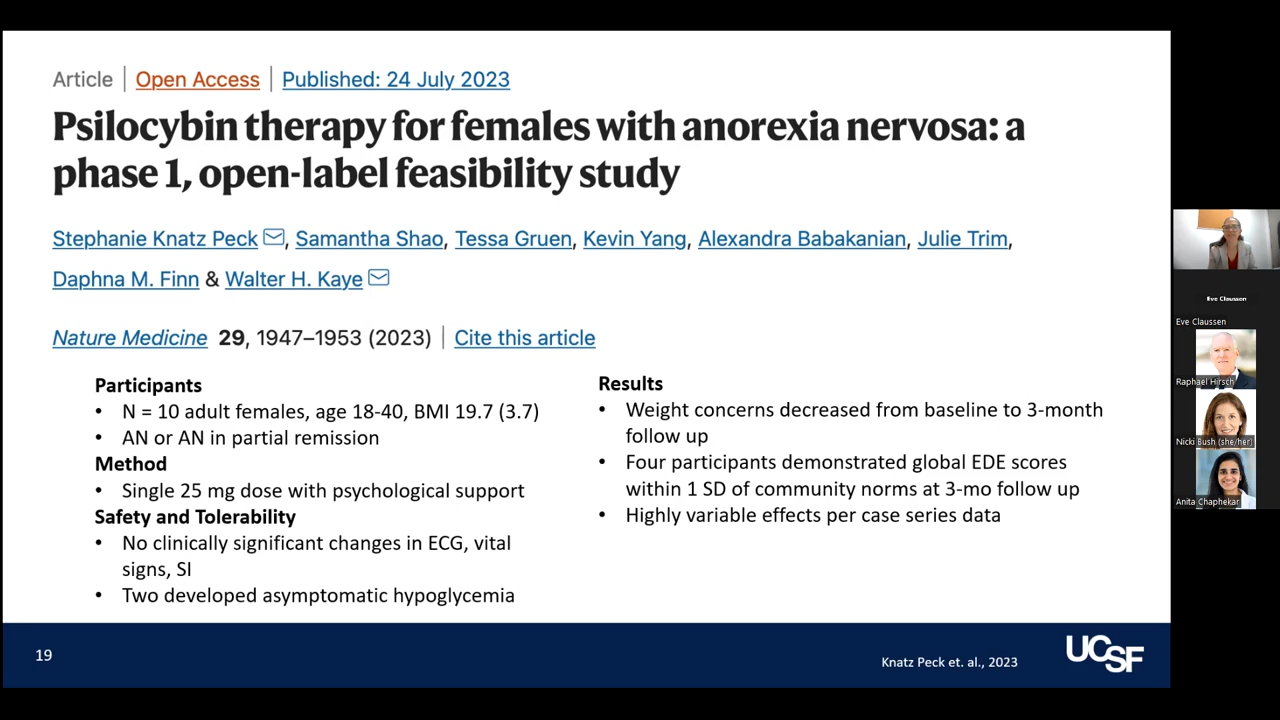 Article | Open Access | Published: 24 July 2023
Psilocybin therapy for females with anorexia nervosa: a
phase 1, open-label feasibility study
Stephanie Knatz Peck, Samantha Shao, Tessa Gruen, Kevin Yang, Alexandra Babakanian, Julie Trim,
Daphna M. Finn & Walter H. Kaye
Nature Medicine 29, 1947–1953 (2023) | Cite this article
Participants
• N = 10 adult females, age 18-40, BMI 19.7 (3.7)
• AN or AN in partial remission
Method
• Single 25 mg dose with psychological support
Safety and Tolerability
• No clinically significant changes in ECG, vital
signs, SI
• Two developed asymptomatic hypoglycemia
Results
• Weight concerns decreased from baseline to 3-month
follow up
• Four participants demonstrated global EDE scores
within 1 SD of community norms at 3-mo follow up
• Highly variable effects per case series data
19
Knatz Peck et. al., 2023
UCSF
Eve Claussen
Eve Claussen
Raphael Hirsch
Nicki Bush (she/her)
Anita Chaphekar